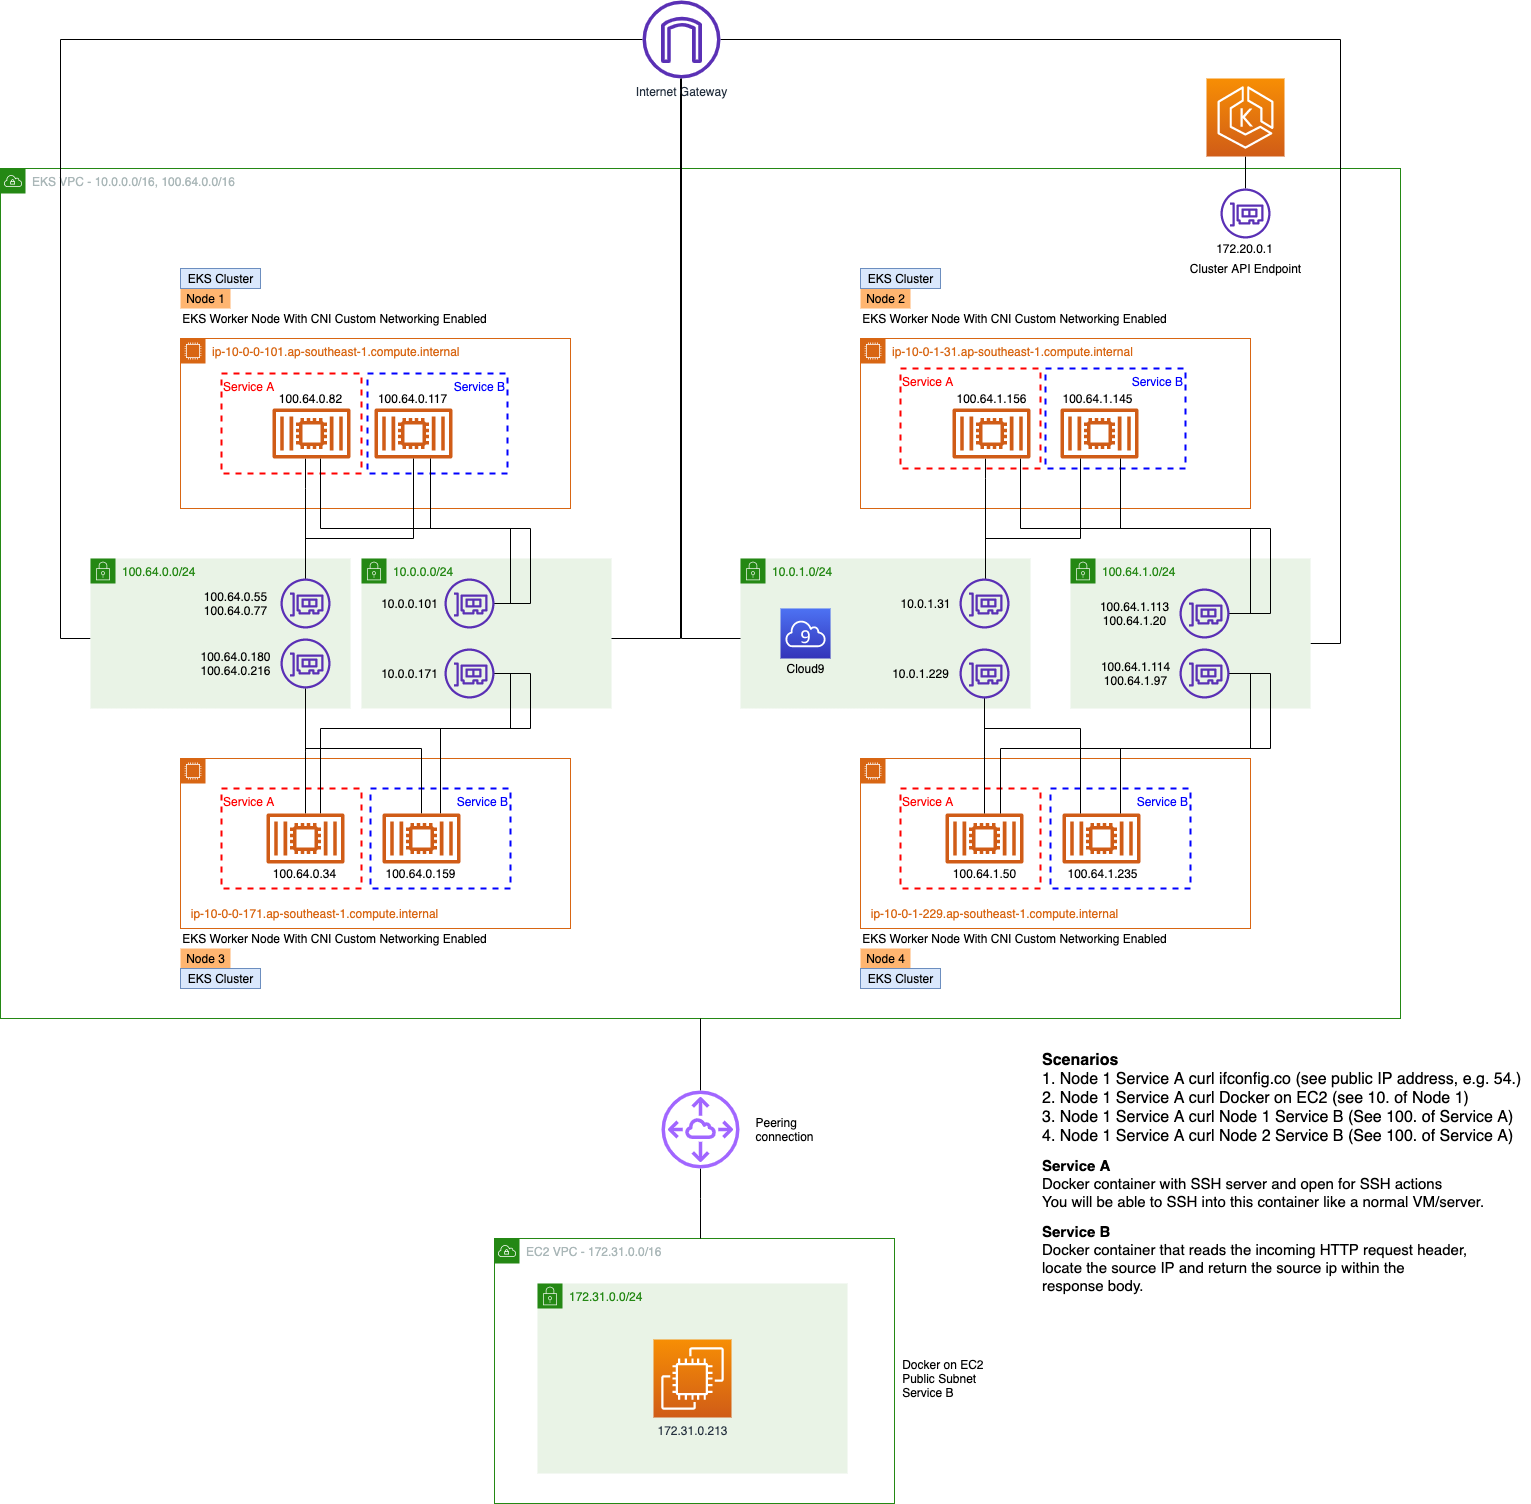 Internet Gateway
K
EKS VPC - 10.0.0.0/16, 100.64.0.0/16
172.20.0.1
Cluster API Endpoint
EKS Cluster
Node 1
EKS Worker Node With CNI Custom Networking Enabled
ip-10-0-0-101.ap-southeast-1.compute.internal
Service A
Service B
100.64.0.82
100.64.0.117
EKS Cluster
Node 2
EKS Worker Node With CNI Custom Networking Enabled
ip-10-0-1-31.ap-southeast-1.compute.internal
Service A
Service B
100.64.1.156
100.64.1.145
100.64.0.0/24
100.64.0.55
100.64.0.77
100.64.0.180
100.64.0.216
10.0.0.0/24
10.0.0.101
10.0.0.171
10.0.1.0/24
9
Cloud9
10.0.1.31
10.0.1.229
100.64.1.0/24
100.64.1.113
100.64.1.20
100.64.1.114
100.64.1.97
Service A
Service B
100.64.0.34
100.64.0.159
ip-10-0-0-171.ap-southeast-1.compute.internal
EKS Worker Node With CNI Custom Networking Enabled
Node 3
EKS Cluster
Service A
Service B
100.64.1.50
100.64.1.235
ip-10-0-1-229.ap-southeast-1.compute.internal
EKS Worker Node With CNI Custom Networking Enabled
Node 4
EKS Cluster
Peering
connection
Scenarios
1. Node 1 Service A curl ifconfig.co (see public IP address, e.g. 54.)
2. Node 1 Service A curl Docker on EC2 (see 10. of Node 1)
3. Node 1 Service A curl Node 1 Service B (See 100. of Service A)
4. Node 1 Service A curl Node 2 Service B (See 100. of Service A)
Service A
Docker container with SSH server and open for SSH actions
You will be able to SSH into this container like a normal VM/server.
Service B
Docker container that reads the incoming HTTP request header,
locate the source IP and return the source ip within the
response body.
EC2 VPC - 172.31.0.0/16
172.31.0.0/24
172.31.0.213
Docker on EC2
Public Subnet
Service B